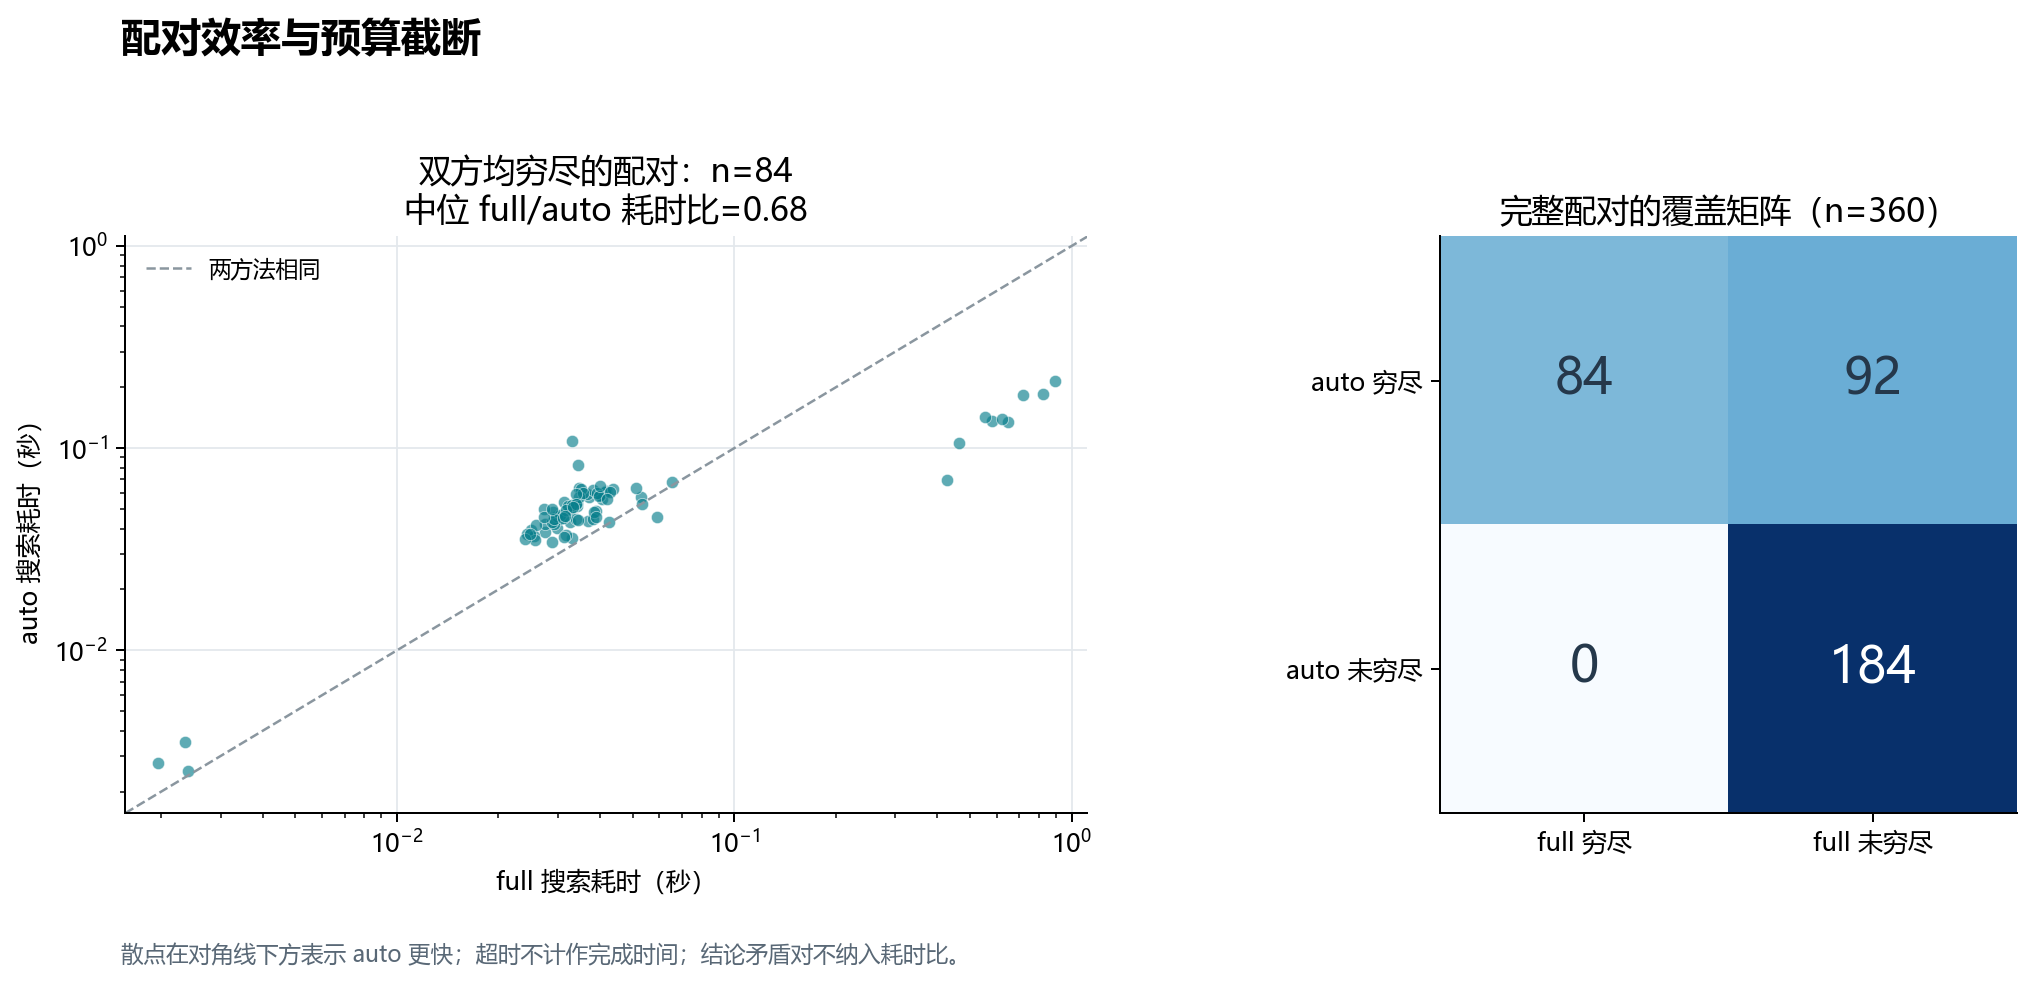 配对效率与预算截断
双方均穷尽的配对：n=84
中位 full/auto 耗时比=0.68
两方法相同
10⁰
10⁻¹
10⁻²
auto 搜索耗时（秒）
10⁻²
10⁻¹
10⁰
full 搜索耗时（秒）
完整配对的覆盖矩阵（n=360）
auto 穷尽
84
92
auto 未穷尽
0
184
full 穷尽
full 未穷尽
散点在对角线下方表示 auto 更快；超时不计作完成时间；结论矛盾对不纳入耗时比。